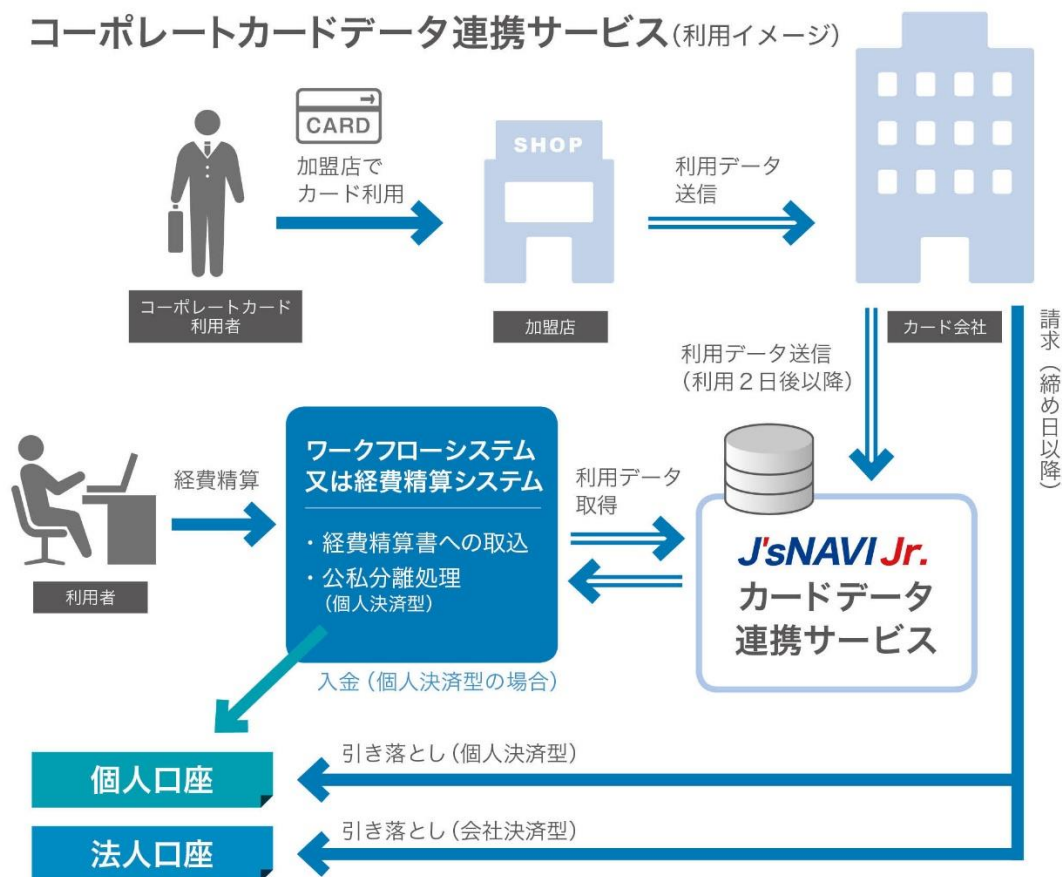 コーポレートカードデータ連携サービス(利用イメージ)
CARD
加盟店で
カード利用
SHOP
利用データ
送信
コーポレートカード
利用者
加盟店
カード会社
請求(締め日以降)
利用データ送信
(利用2日後以降)
経費精算
利用者
ワークフローシステム
又は経費精算システム
・経費精算書への取込
・公私分離処理
(個人決済型)
利用データ
取得
J'sNAVI Jr.
カードデータ
連携サービス
入金(個人決済型の場合)
引き落とし(個人決済型)
個人口座
引き落とし(会社決済型)
法人口座